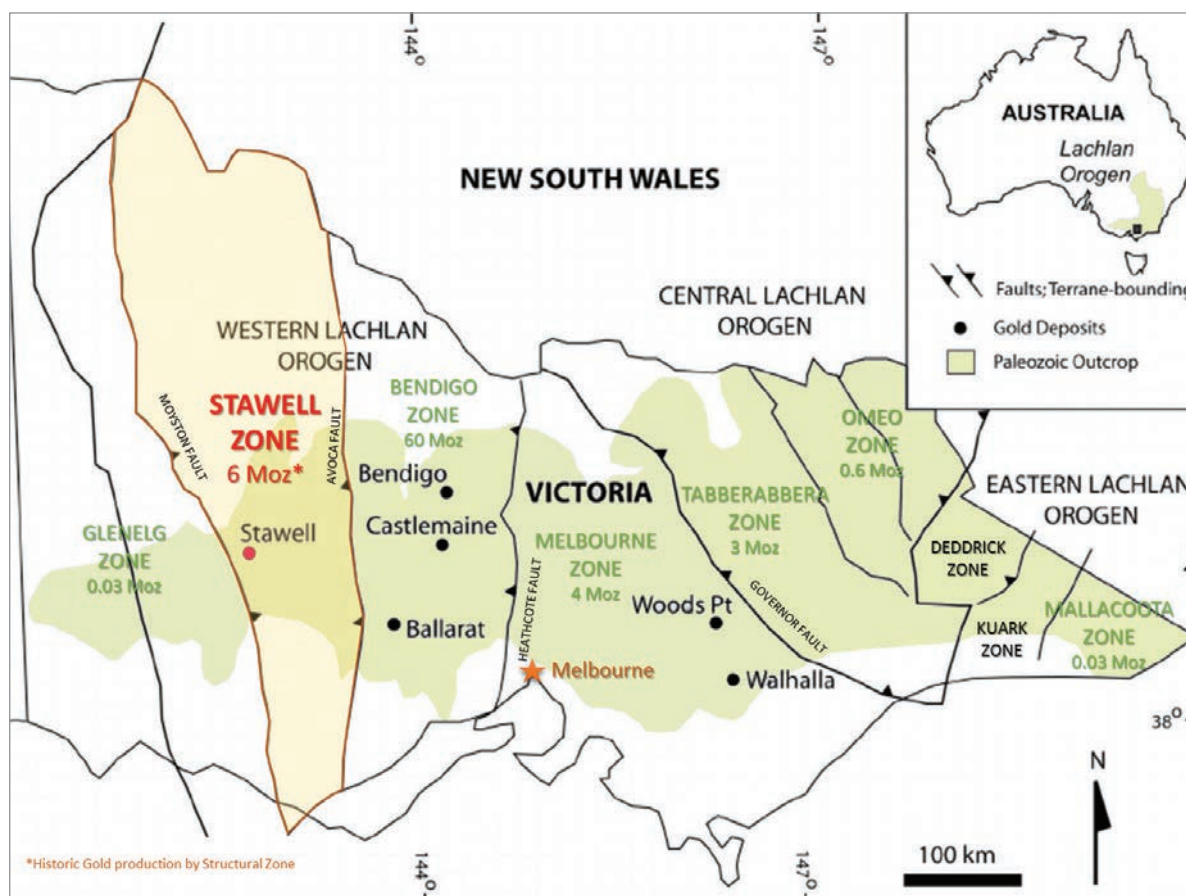 144°
147°
NEW SOUTH WALES
AUSTRALIA
Lachlan
Orogen
Faults; Terrane-bounding
Gold Deposits
Paleozoic Outcrop
CENTRAL LACHLAN
OROGEN
WESTERN LACHLAN
OROGEN
MOYSTON FAULT
STAWELL
ZONE
6 Moz*
AVOCA FAULT
BENDIGO
ZONE
60 Moz
Bendigo
Castlemaine
Stawell
Ballarat
GLENELG
ZONE
0.03 Moz
VICTORIA
HEATHCOTE FAULT
MELBOURNE
ZONE
4 Moz
Woods Pt
Walhalla
Melbourne
TABBERABBERA
ZONE
3 Moz
GOVERNOR FAULT
OMEO
ZONE
0.6 Moz
EASTERN LACHLAN
OROGEN
DEDDRICK
ZONE
KUARK
ZONE
MALLACOOTA
ZONE
0.03 Moz
38°
N
100 km
*Historic Gold production by Structural Zone
144°
147°